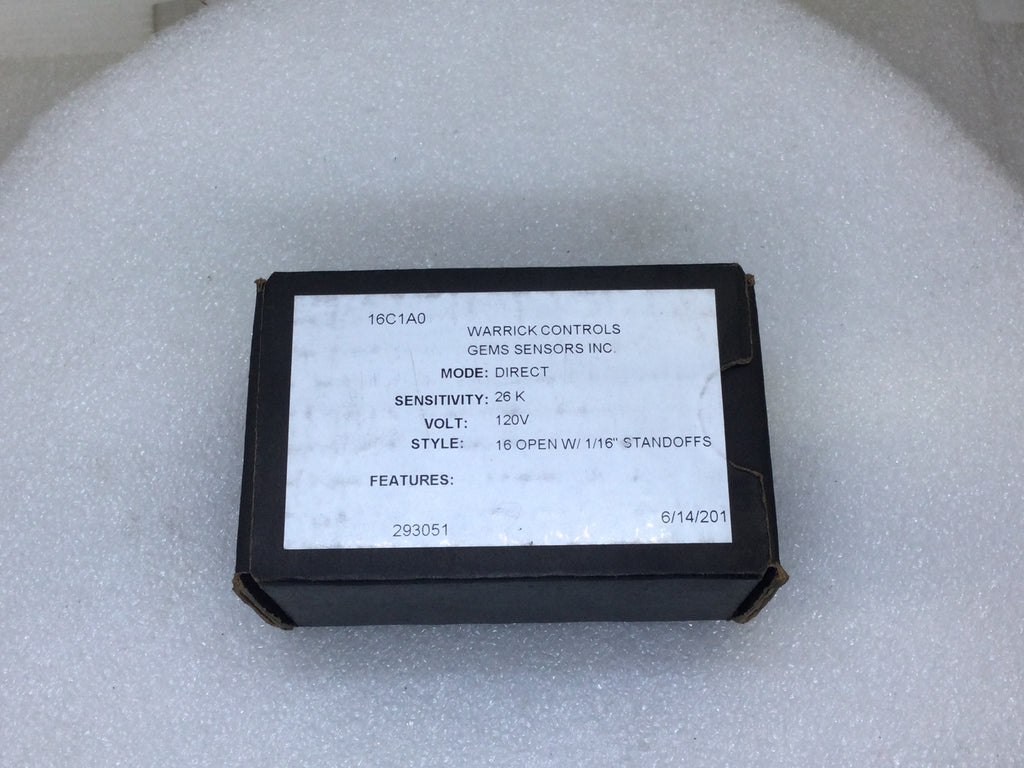 16C1A0
WARRICK CONTROLS
GEMS SENSORS INC.
MODE: DIRECT
SENSITIVITY: 26 K
VOLT: 120V
STYLE: 16 OPEN W/ 1/16" STANDOFFS
FEATURES:
293051 6/14/201